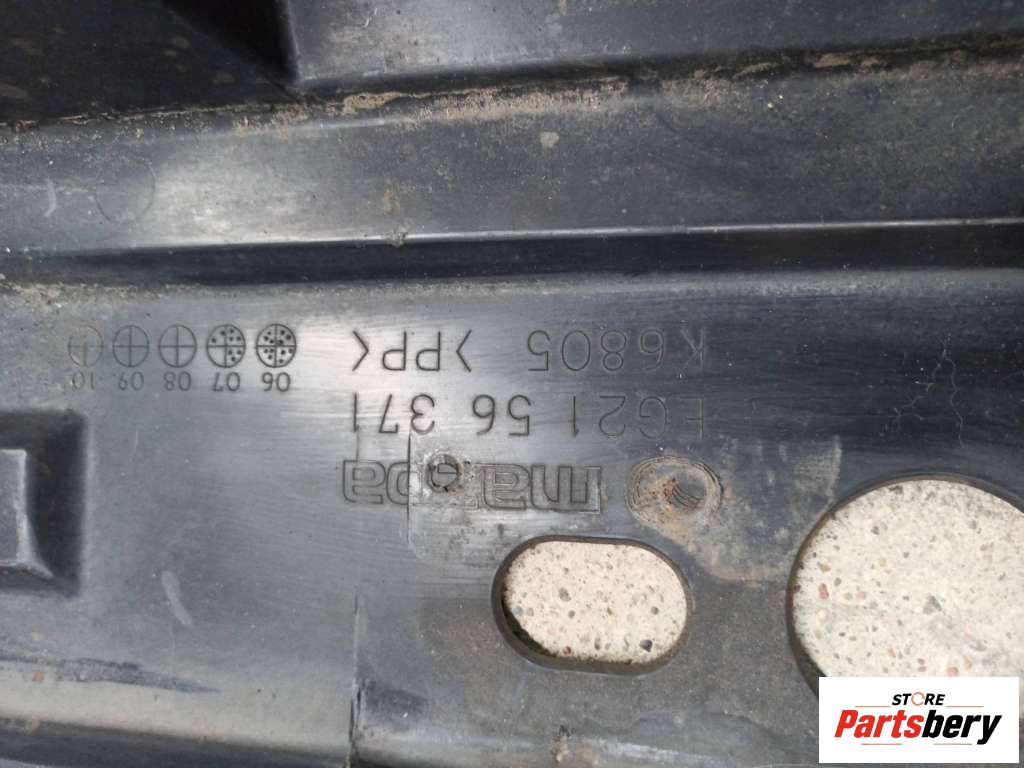 mazda
EG21 56 371
K6805 >PP<
06 07 08 09 10
STORE
Partsbery